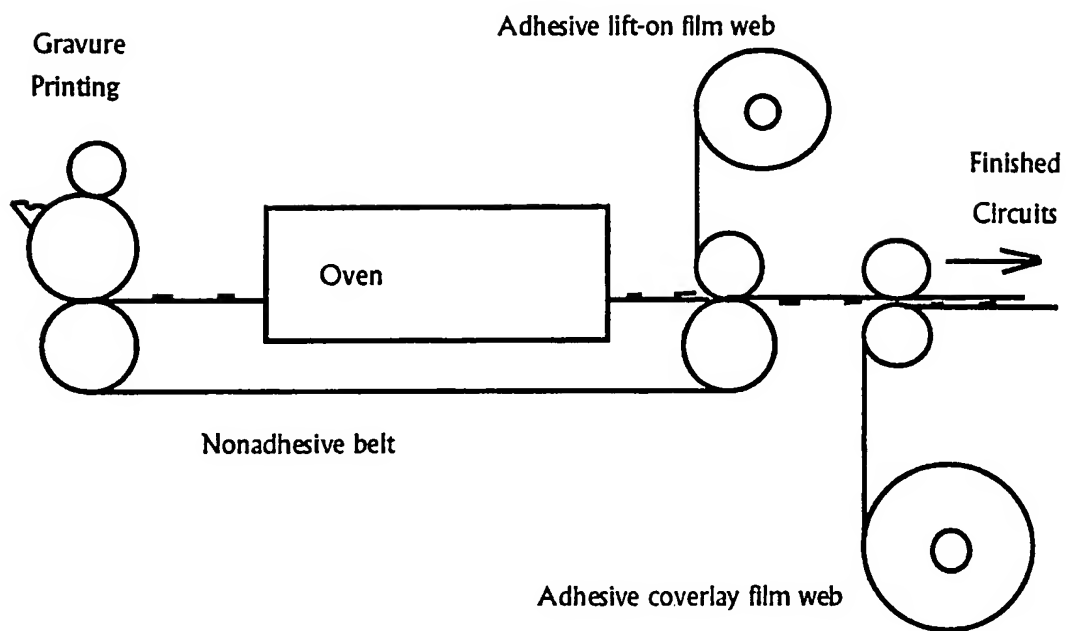 Gravure
Printing
Adhesive lift-on film web
Finished
Circuits
Oven
Nonadhesive belt
Adhesive coverlay film web